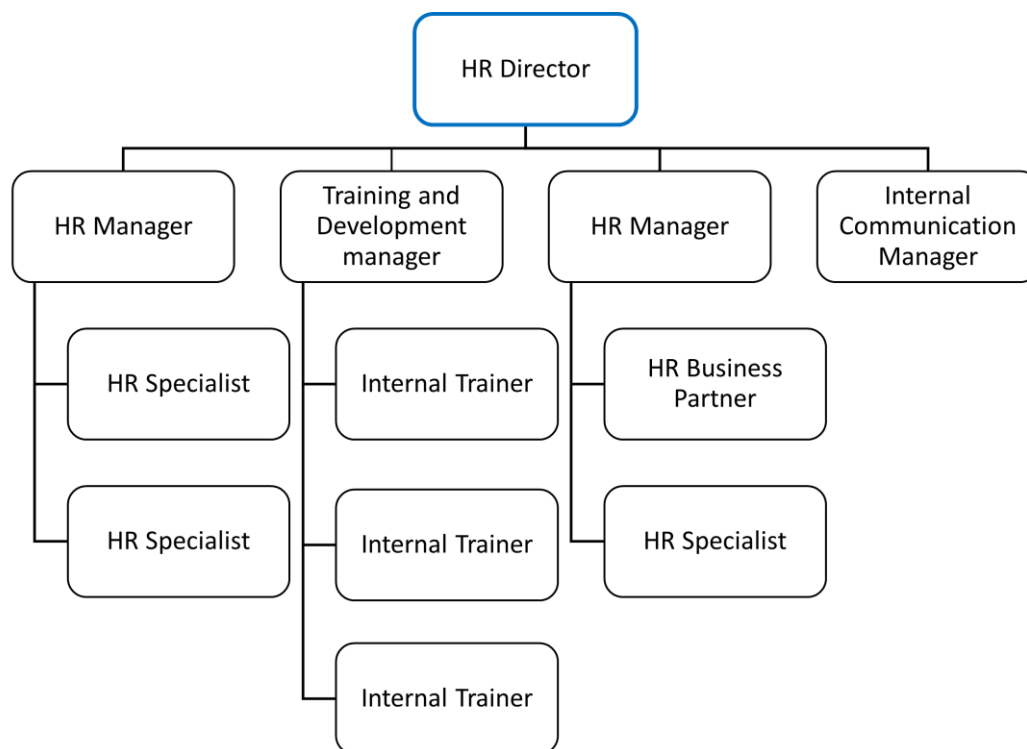 HR Director
HR Manager
Training and
Development
manager
HR Manager
Internal
Communication
Manager
HR Specialist
Internal Trainer
HR Business
Partner
HR Specialist
Internal Trainer
HR Specialist
Internal Trainer